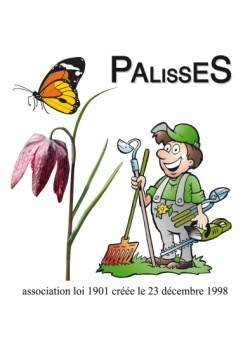 PALISSES
association loi 1901 créée le 23 décembre 1998